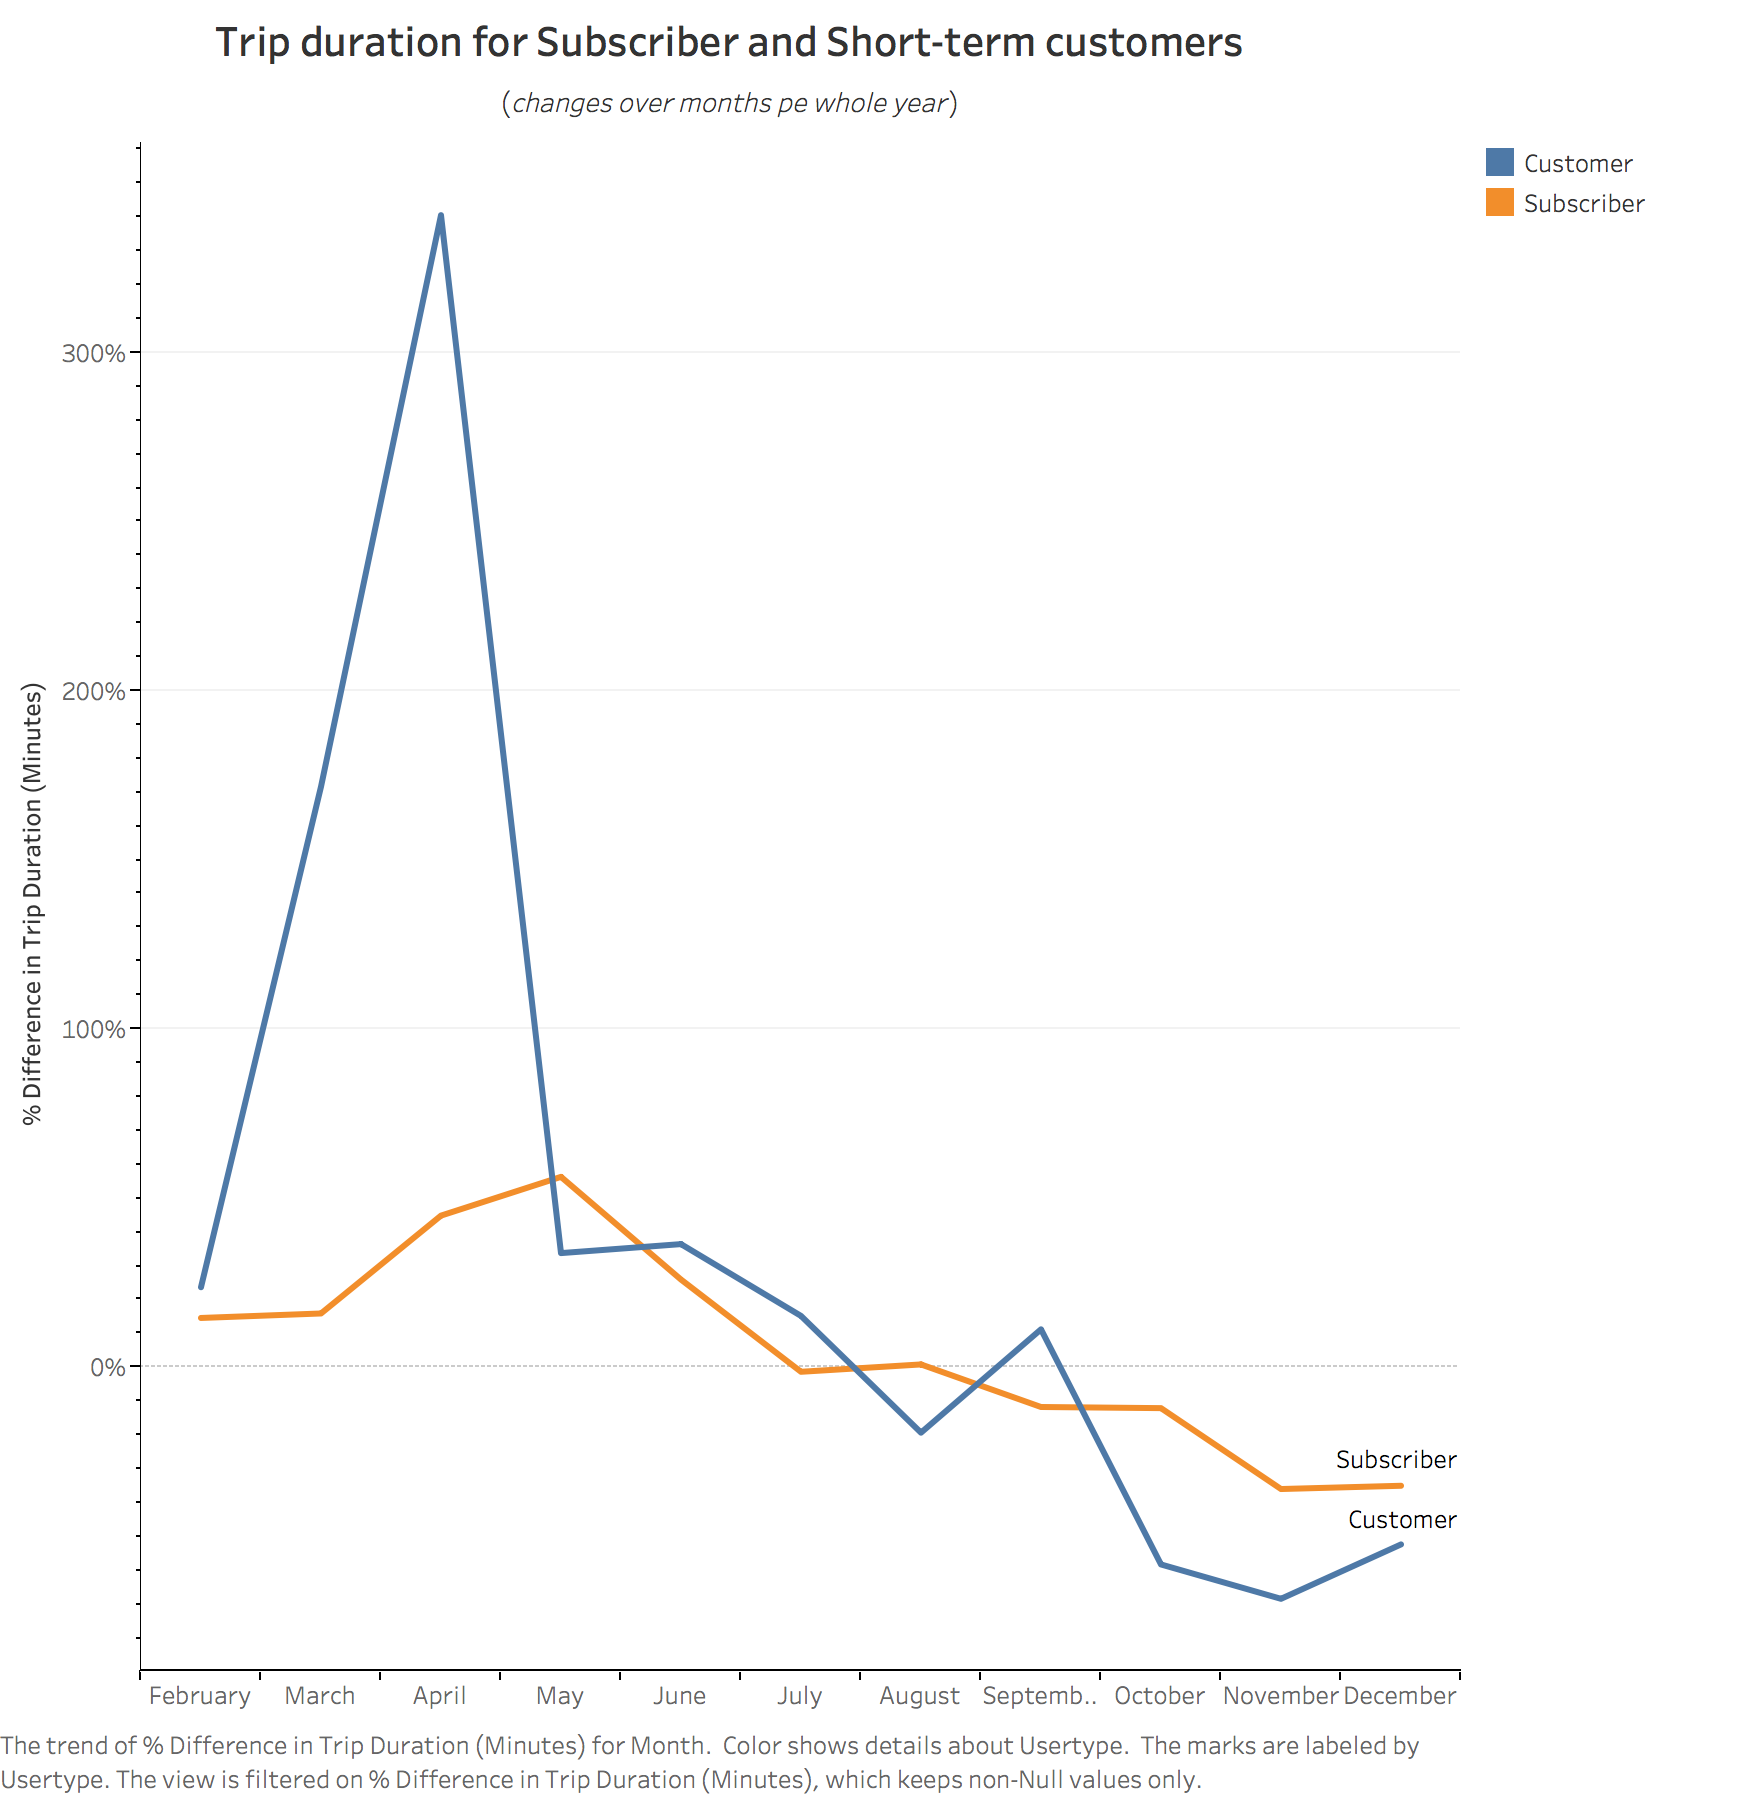 Trip duration for Subscriber and Short-term customers
(changes over months pe whole year)
Customer
Subscriber
% Difference in Trip Duration (Minutes)
300%
200%
100%
0%
Subscriber
Customer
February March April May June July August Septemb.. October November December
The trend of % Difference in Trip Duration (Minutes) for Month.  Color shows details about Usertype.  The marks are labeled by
Usertype. The view is filtered on % Difference in Trip Duration (Minutes), which keeps non-Null values only.